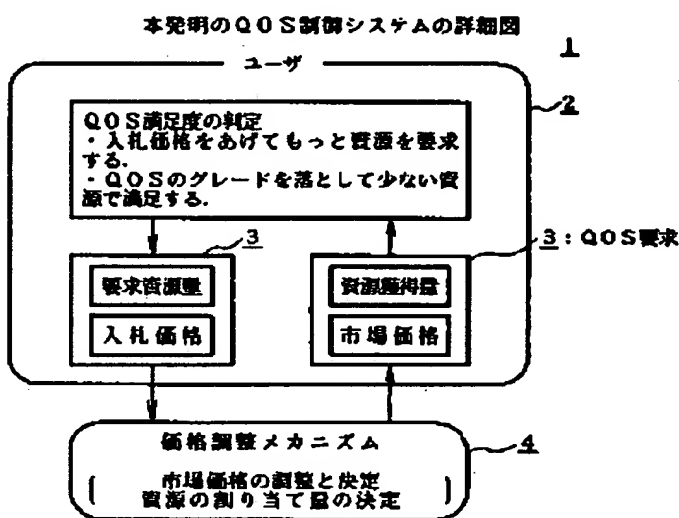 本発明のQOS制御システムの詳細図
1
ユーザ
2
QOS満足度の判定
・入札価格をあげてもっと資源を要求
する.
・QOSのグレードを落として少ない資
源で満足する.
3
3:QOS要求
要求資源量
資源獲得量
入札価格
市場価格
価格調整メカニズム
4
市場価格の調整と決定
資源の割り当て量の決定